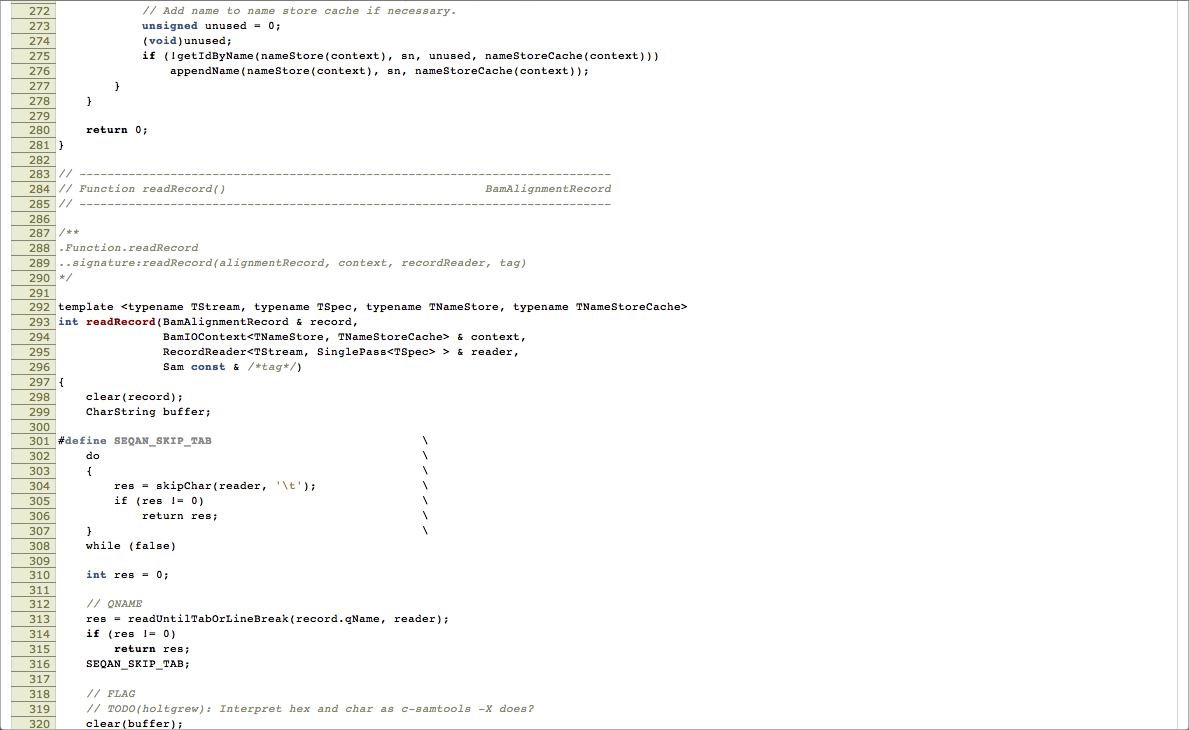 272             // Add name to name store cache if necessary.
273             unsigned unused = 0;
274             (void)unused;
275             if (!getIdByName(nameStore(context), sn, unused, nameStoreCache(context)))
276                 appendName(nameStore(context), sn, nameStoreCache(context));
277         }
278     }
279
280     return 0;
281 }
282
283 // ----------------------------------------------------------------------------
284 // Function readRecord()                                     BamAlignmentRecord
285 // ----------------------------------------------------------------------------
286
287 /**
288 .Function.readRecord
289 ..signature:readRecord(alignmentRecord, context, recordReader, tag)
290 */
291
292 template <typename TStream, typename TSpec, typename TNameStore, typename TNameStoreCache>
293 int readRecord(BamAlignmentRecord & record,
294                BamIOContext<TNameStore, TNameStoreCache> & context,
295                RecordReader<TStream, SinglePass<TSpec> > & reader,
296                Sam const & /*tag*/)
297 {
298     clear(record);
299     CharString buffer;
300
301 #define SEQAN_SKIP_TAB                              \
302     do                                              \
303     {                                               \
304         res = skipChar(reader, '\t');               \
305         if (res != 0)                               \
306             return res;                             \
307     }                                               \
308     while (false)
309
310     int res = 0;
311
312     // QNAME
313     res = readUntilTabOrLineBreak(record.qName, reader);
314     if (res != 0)
315         return res;
316     SEQAN_SKIP_TAB;
317
318     // FLAG
319     // TODO(holtgrew): Interpret hex and char as c-samtools -X does?
320     clear(buffer);